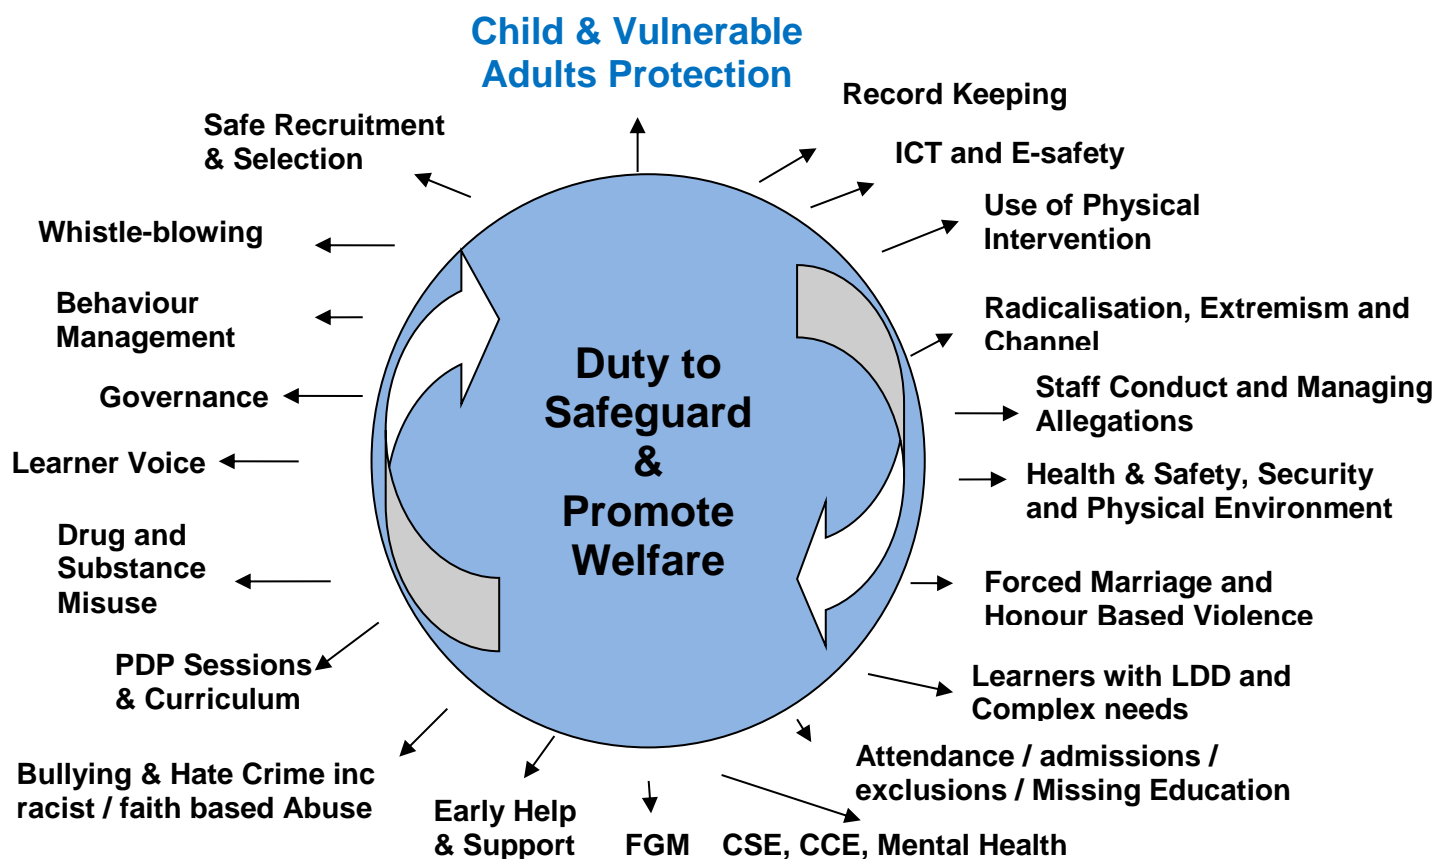 Child & Vulnerable
Adults Protection
Record Keeping
ICT and E-safety
Use of Physical
Intervention
Radicalisation, Extremism and
Channel
Staff Conduct and Managing
Allegations
Health & Safety, Security
and Physical Environment
Forced Marriage and
Honour Based Violence
Learners with LDD and
Complex needs
Attendance / admissions /
exclusions / Missing Education
CSE, CCE, Mental Health
FGM
Early Help
& Support
Bullying & Hate Crime inc
racist / faith based Abuse
PDP Sessions
& Curriculum
Drug and
Substance
Misuse
Learner Voice
Governance
Behaviour
Management
Whistle-blowing
Safe Recruitment
& Selection
Duty to
Safeguard
&
Promote
Welfare